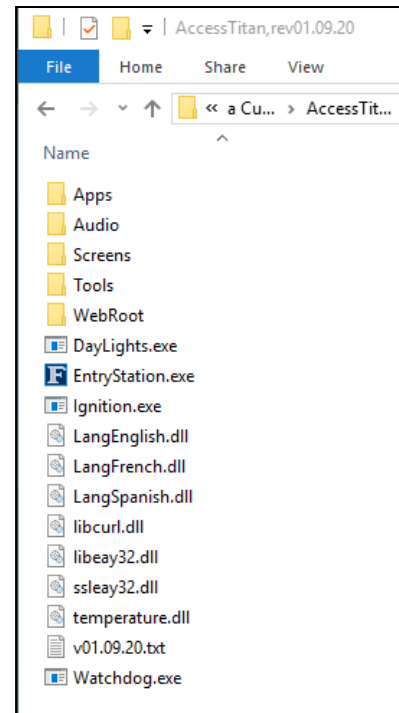 AccessTitan,rev01.09.20
File Home Share View
« a Cu... > AccessTit...
Name
Apps
Audio
Screens
Tools
WebRoot
DayLights.exe
F EntryStation.exe
Ignition.exe
LangEnglish.dll
LangFrench.dll
LangSpanish.dll
libcurl.dll
libeay32.dll
ssleay32.dll
temperature.dll
v01.09.20.txt
Watchdog.exe